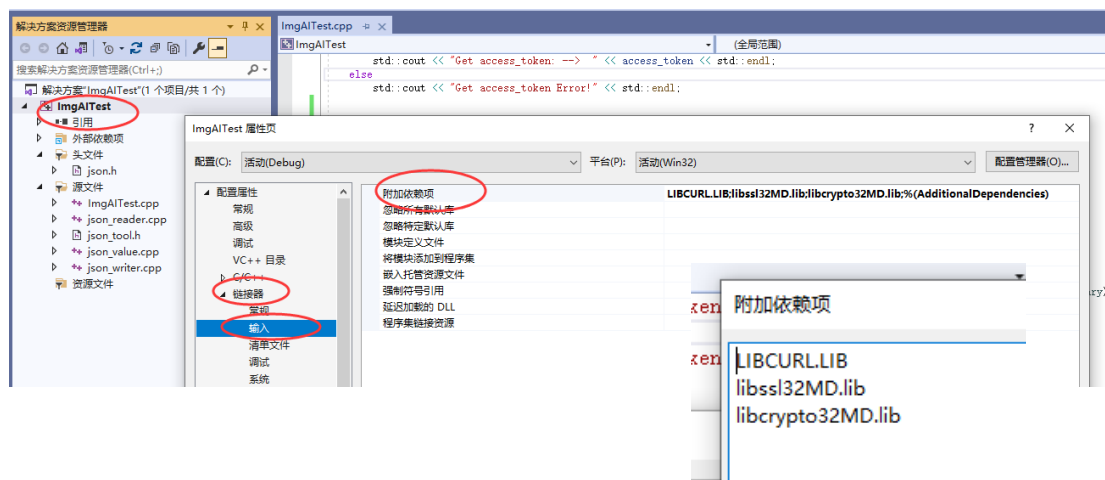 解决方案资源管理器
搜索解决方案资源管理器(Ctrl+;)
解决方案"ImgAITest"(1 个项目/共 1 个)
ImgAITest
引用
外部依赖项
头文件
json.h
源文件
ImgAITest.cpp
json_reader.cpp
json_tool.h
json_value.cpp
json_writer.cpp
资源文件
ImgAITest.cpp
ImgAITest
(全局范围)
std::cout << "Get access_token: --> " << access_token << std::endl;
else
std::cout << "Get access_token Error!" << std::endl;
ImgAITest 属性页
? ×
配置(C):
活动(Debug)
平台(P):
活动(Win32)
配置管理器(O)...
配置属性
常规
高级
调试
VC++ 目录
C/C++
链接器
常规
输入
清单文件
调试
系统
附加依赖项
LIBCURL.LIB;libssl32MD.lib;libcrypto32MD.lib;%(AdditionalDependencies)
忽略所有默认库
忽略特定默认库
模块定义文件
将模块添加到程序集
嵌入托管资源文件
强制符号引用
延迟加载的 DLL
程序集链接资源
附加依赖项
LIBCURL.LIB
libssl32MD.lib
libcrypto32MD.lib